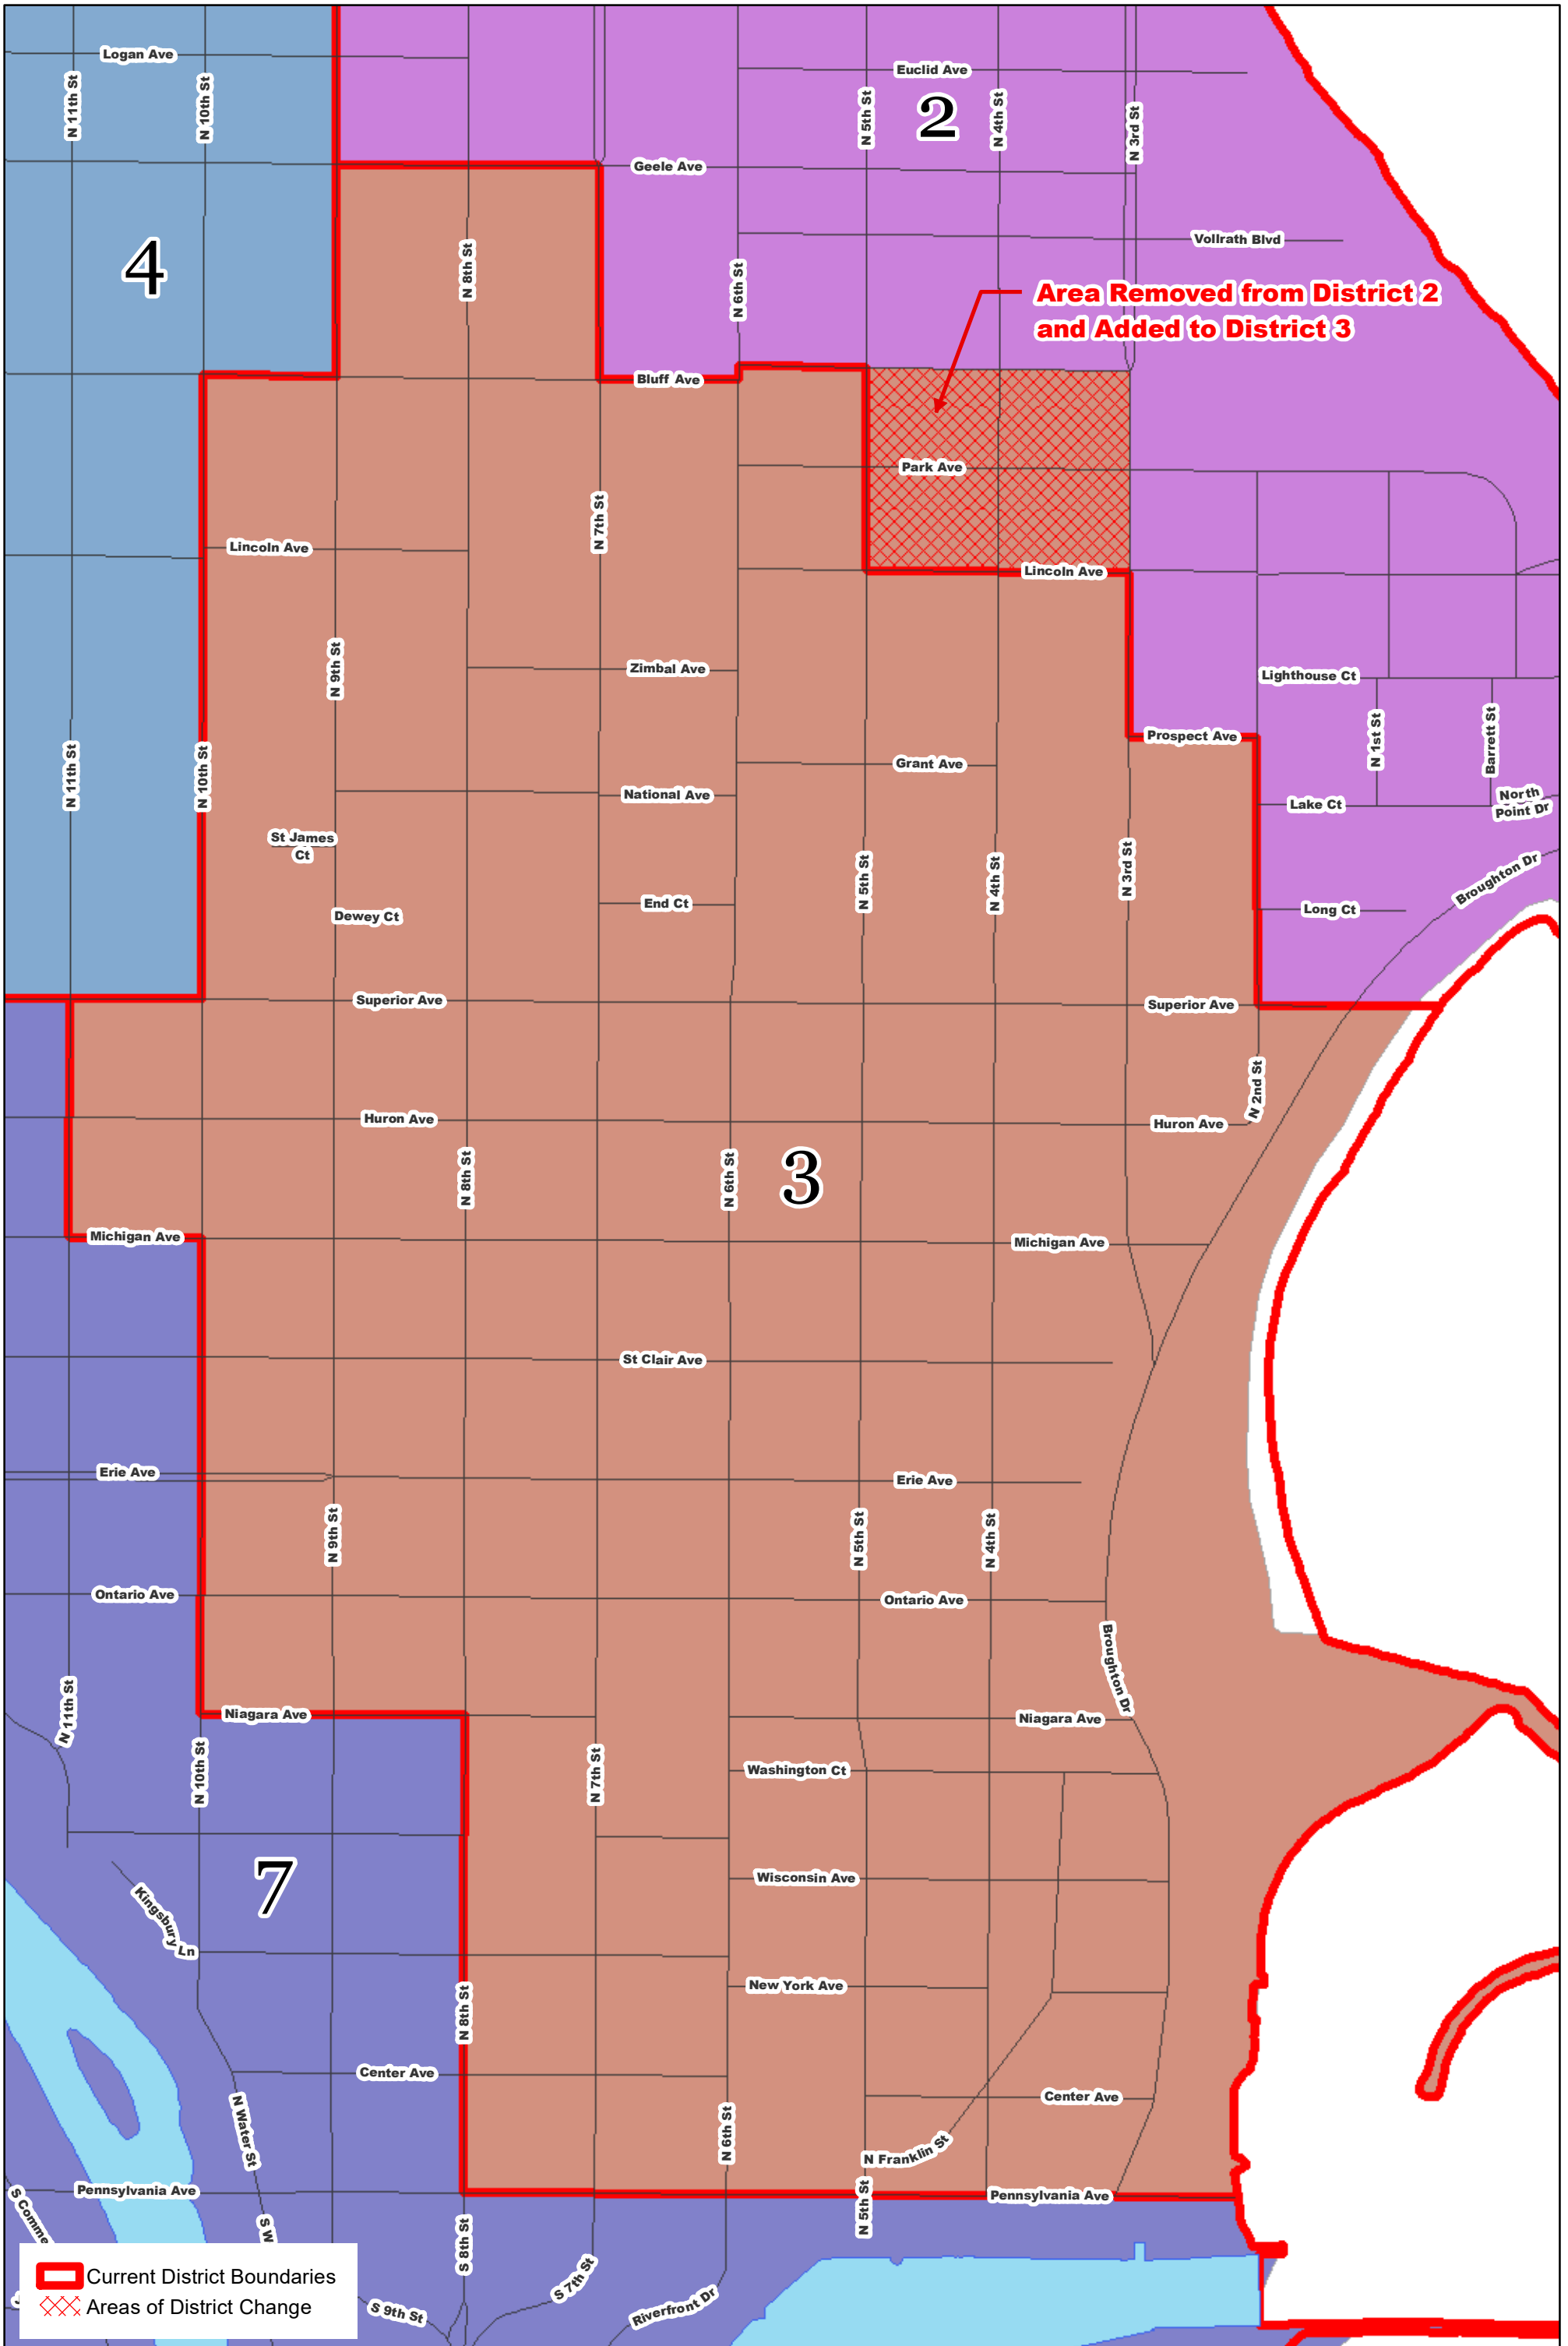 Logan Ave
Euclid Ave
N 11th St
N 10th St
N 5th St
2
N 4th St
N 3rd St
Geele Ave
4
N 8th St
N 6th St
Vollrath Blvd
Area Removed from District 2
and Added to District 3
Bluff Ave
Park Ave
N 7th St
Lincoln Ave
Lincoln Ave
N 9th St
Zimbal Ave
Lighthouse Ct
N 11th St
N 10th St
Prospect Ave
N 1st St
Barrett St
Grant Ave
National Ave
Lake Ct
North
Point Dr
St James
Ct
N 5th St
N 4th St
N 3rd St
Broughton Dr
End Ct
Dewey Ct
Long Ct
Superior Ave
Superior Ave
N 2nd St
Huron Ave
Huron Ave
N 8th St
N 6th St
3
Michigan Ave
Michigan Ave
St Clair Ave
Erie Ave
Erie Ave
N 9th St
N 5th St
N 4th St
Ontario Ave
Ontario Ave
Broughton Dr
N 11th St
Niagara Ave
Niagara Ave
N 10th St
N 7th St
Washington Ct
7
Wisconsin Ave
Kingsbury Ln
New York Ave
N 8th St
Center Ave
Center Ave
N Water St
N 6th St
N Franklin St
Pennsylvania Ave
Pennsylvania Ave
N 5th St
S Comme
S W
S 8th St
S 7th St
Riverfront Dr
S 9th St
Current District Boundaries
Areas of District Change